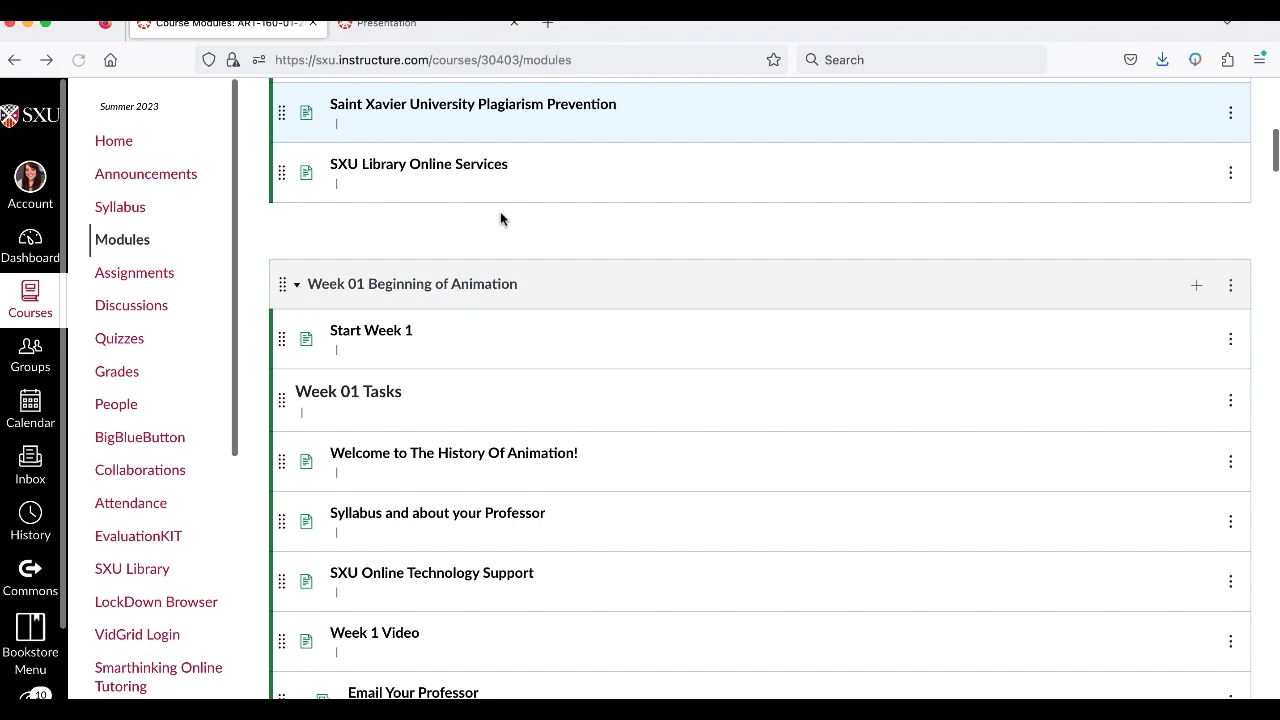 Course Modules: ART-160-01-2
Presentation
https://sxu.instructure.com/courses/30403/modules
Search
SXU
Account
Dashboard
Courses
Groups
Calendar
Inbox
History
Commons
Bookstore
Menu
10
Summer 2023
Home
Announcements
Syllabus
Modules
Assignments
Discussions
Quizzes
Grades
People
BigBlueButton
Collaborations
Attendance
EvaluationKIT
SXU Library
LockDown Browser
VidGrid Login
Smarthinking Online
Tutoring
Saint Xavier University Plagiarism Prevention
SXU Library Online Services
Week 01 Beginning of Animation
Start Week 1
Week 01 Tasks
Welcome to The History Of Animation!
Syllabus and about your Professor
SXU Online Technology Support
Week 1 Video
Email Your Professor